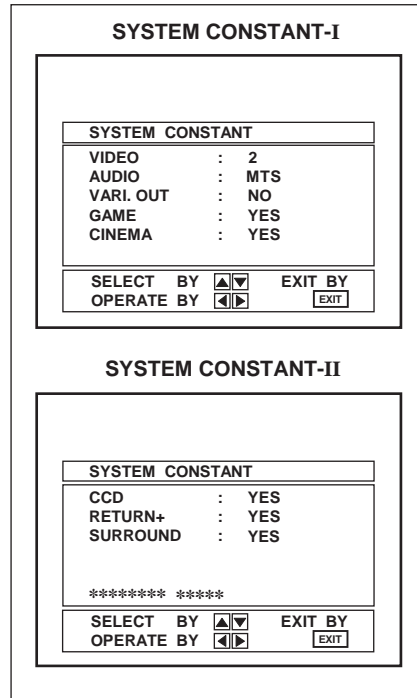 SYSTEM CONSTANT-I
SYSTEM CONSTANT
VIDEO : 2
AUDIO : MTS
VARI. OUT : NO
GAME : YES
CINEMA : YES
SELECT BY ▲▼ EXIT BY
OPERATE BY ◀▶ EXIT
SYSTEM CONSTANT-II
SYSTEM CONSTANT
CCD : YES
RETURN+ : YES
SURROUND : YES
******** *****
SELECT BY ▲▼ EXIT BY
OPERATE BY ◀▶ EXIT